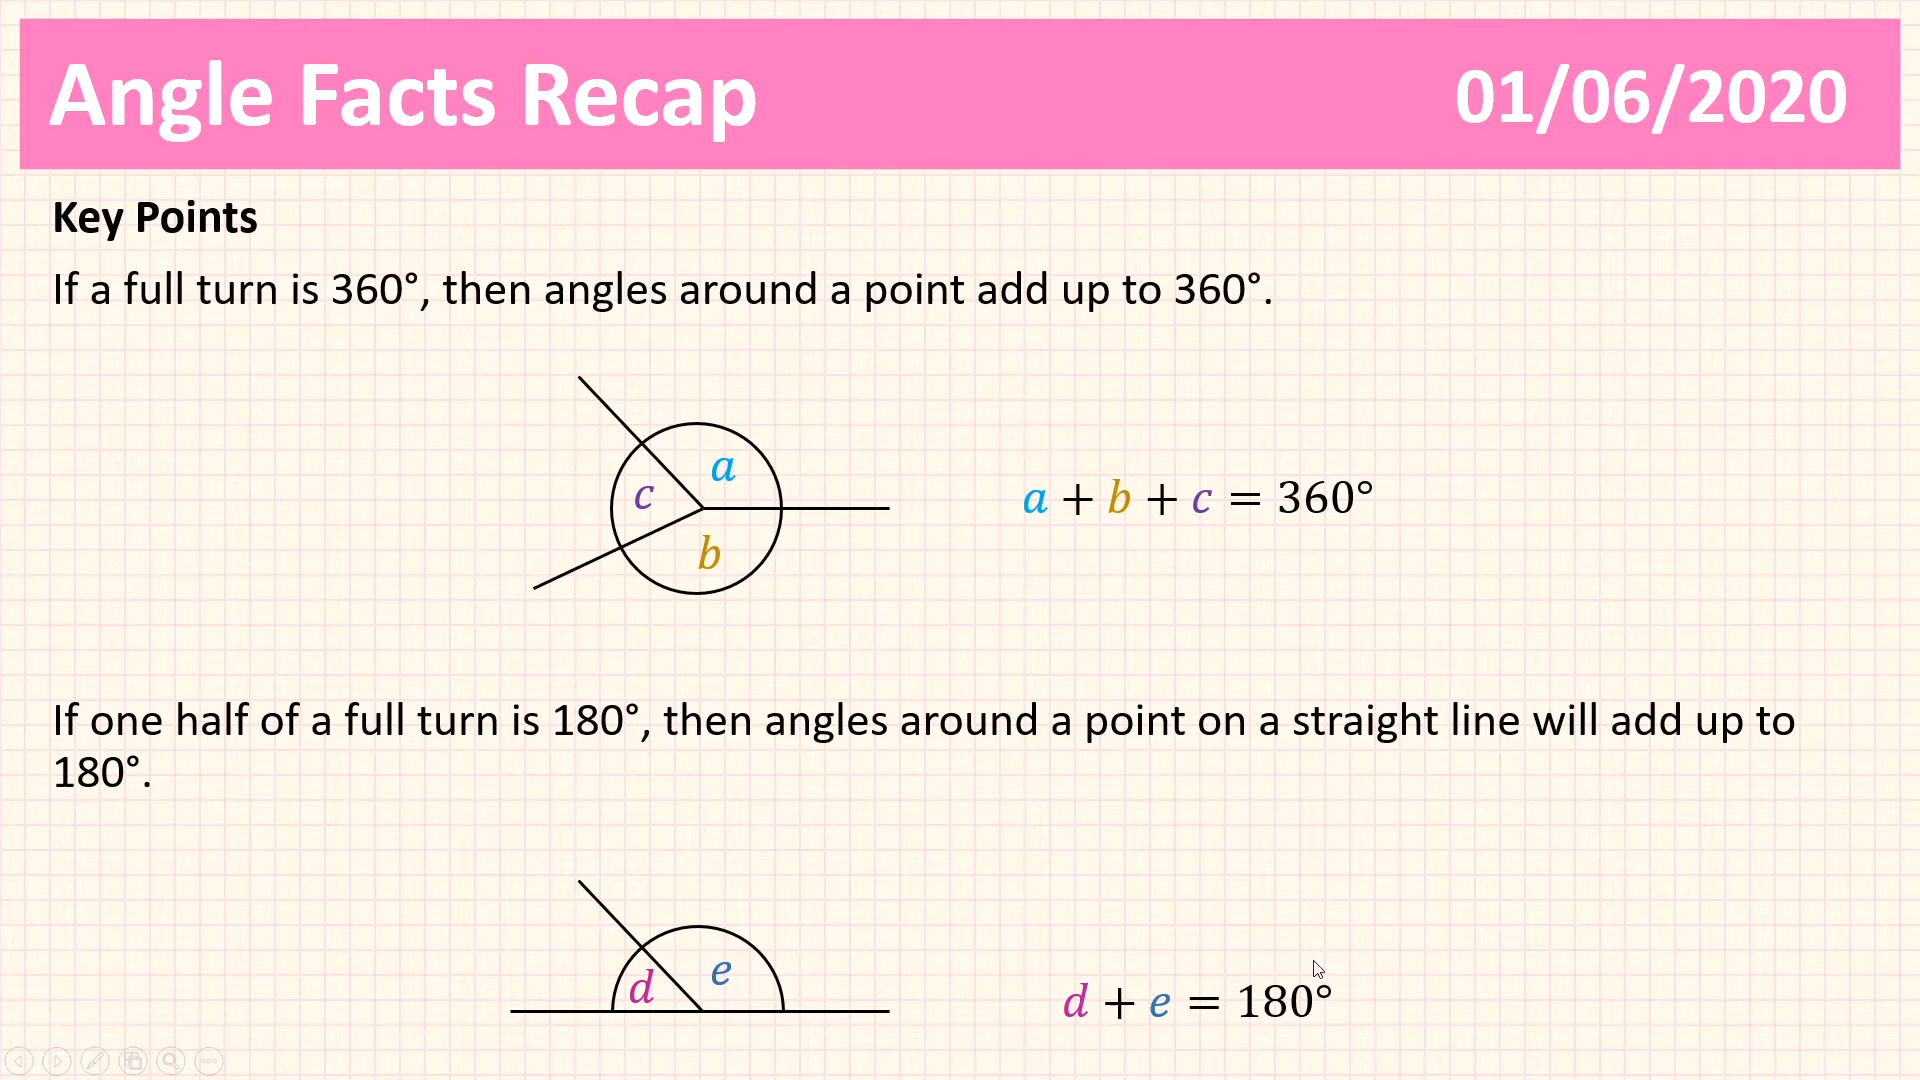 Angle Facts Recap 01/06/2020
Key Points
If a full turn is 360°, then angles around a point add up to 360°.
a
c
b
a + b + c = 360°
If one half of a full turn is 180°, then angles around a point on a straight line will add up to
180°.
d e
d + e = 180°